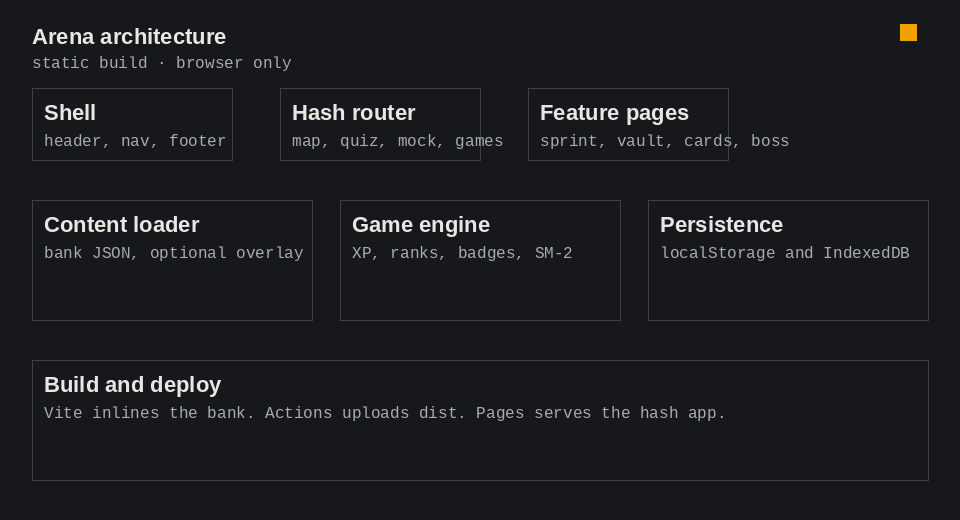 Arena architecture
static build · browser only
Shell
header, nav, footer
Hash router
map, quiz, mock, games
Feature pages
sprint, vault, cards, boss
Content loader
bank JSON, optional overlay
Game engine
XP, ranks, badges, SM-2
Persistence
localStorage and IndexedDB
Build and deploy
Vite inlines the bank. Actions uploads dist. Pages serves the hash app.